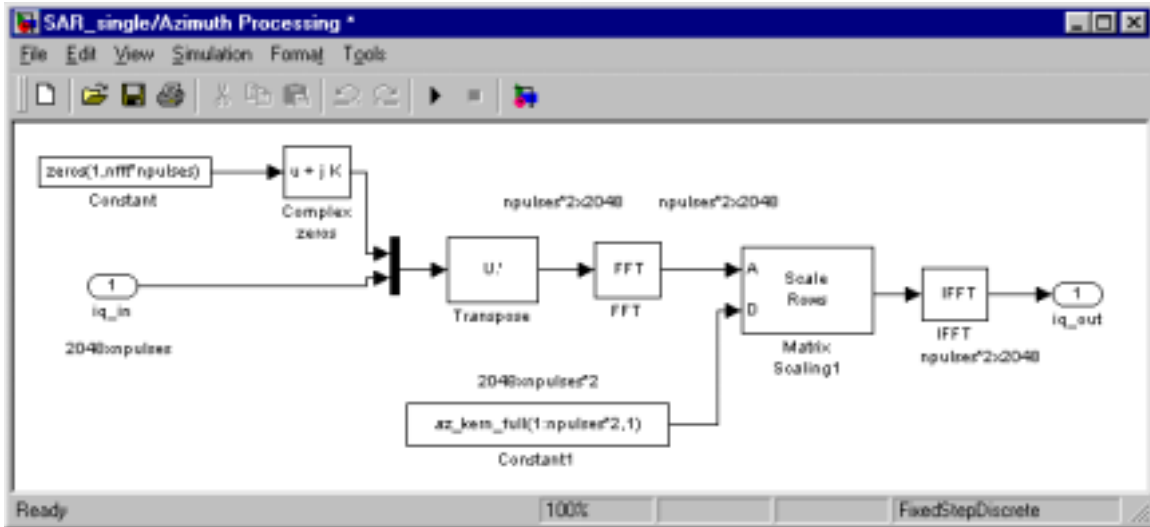 SAR_single/Azimuth Processing *
File Edit View Simulation Format Tools
zeros(1,nfft*npulses)
Constant
u + j K
Complex
zeros
npulses*2x2048
npulses*2x2048
U.'
Transpose
FFT
FFT
A
D
Scale
Rows
Matrix
Scaling1
IFFT
IFFT
npulses*2x2048
1
iq_out
1
iq_in
2048xnpulses
2048xnpulses*2
az_kern_full(1:npulses*2,1)
Constant1
Ready
100%
FixedStepDiscrete